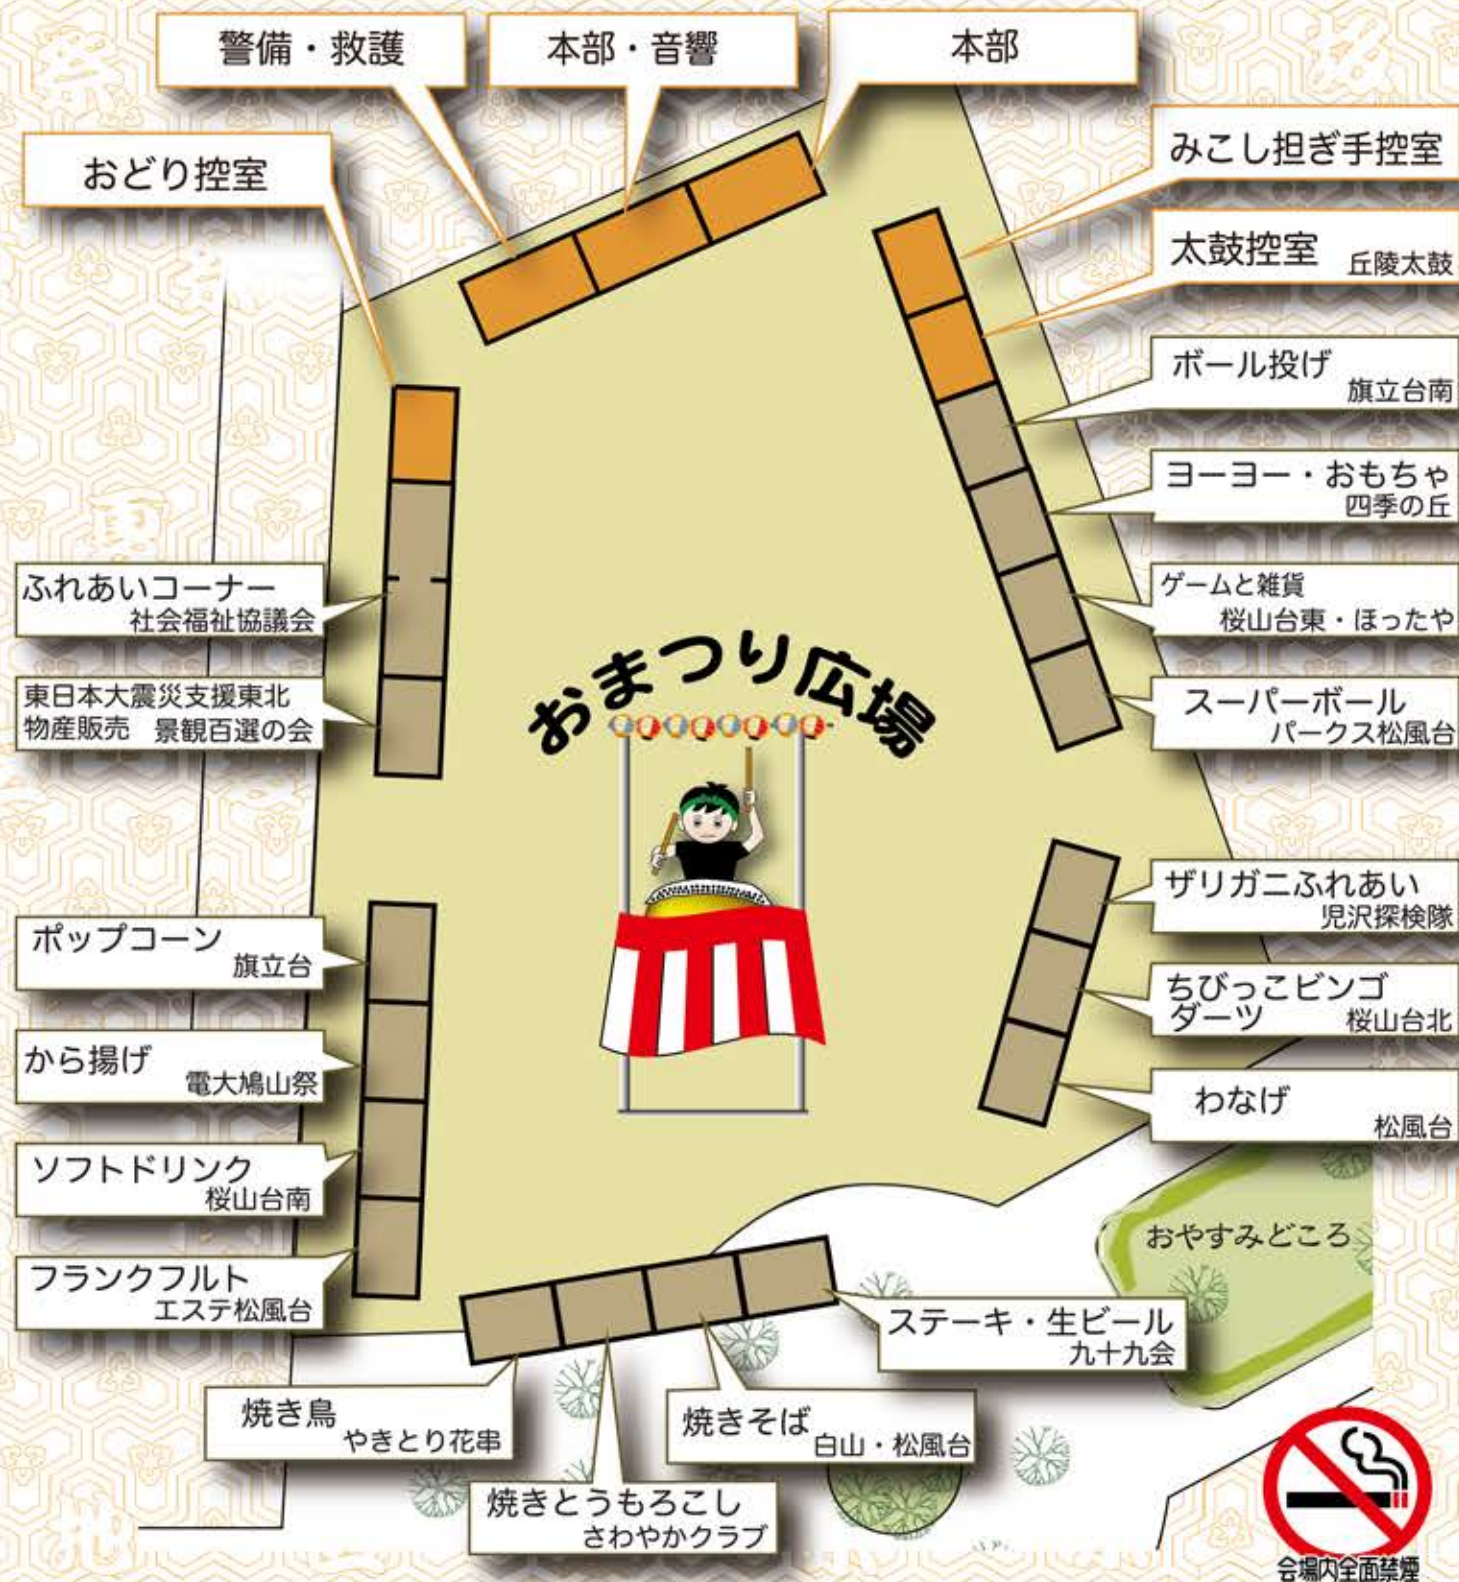 警備・救護
本部・音響
本部
おどり控室
みこし担ぎ手控室
太鼓控室 丘陵太鼓
ボール投げ
旗立台南
ヨーヨー・おもちゃ
四季の丘
ゲームと雑貨
桜山台東・ほったや
スーパーボール
パークス松風台
ふれあいコーナー
社会福祉協議会
東日本大震災支援東北
物産販売 景観百選の会
おまつり広場
ポップコーン
旗立台
から揚げ
電大鳩山祭
ソフトドリンク
桜山台南
フランクフルト
エステ松風台
ザリガニふれあい
児沢探検隊
ちびっこビンゴ
ダーツ 桜山台北
わなげ
松風台
おやすみどころ
ステーキ・生ビール
九十九会
焼き鳥
やきとり花串
焼きそば
白山・松風台
焼きとうもろこし
さわやかクラブ
会場内全面禁煙